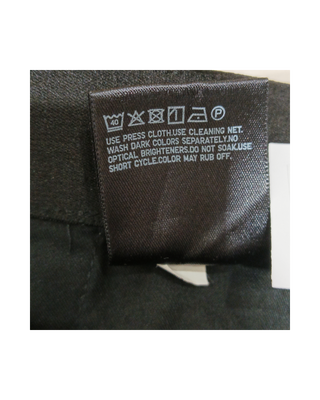 40 P
USE PRESS CLOTH.USE CLEANING NET.
WASH DARK COLORS SEPARATELY.NO
OPTICAL BRIGHTENERS.DO NOT SOAK.USE
SHORT CYCLE.COLOR MAY RUB OFF.